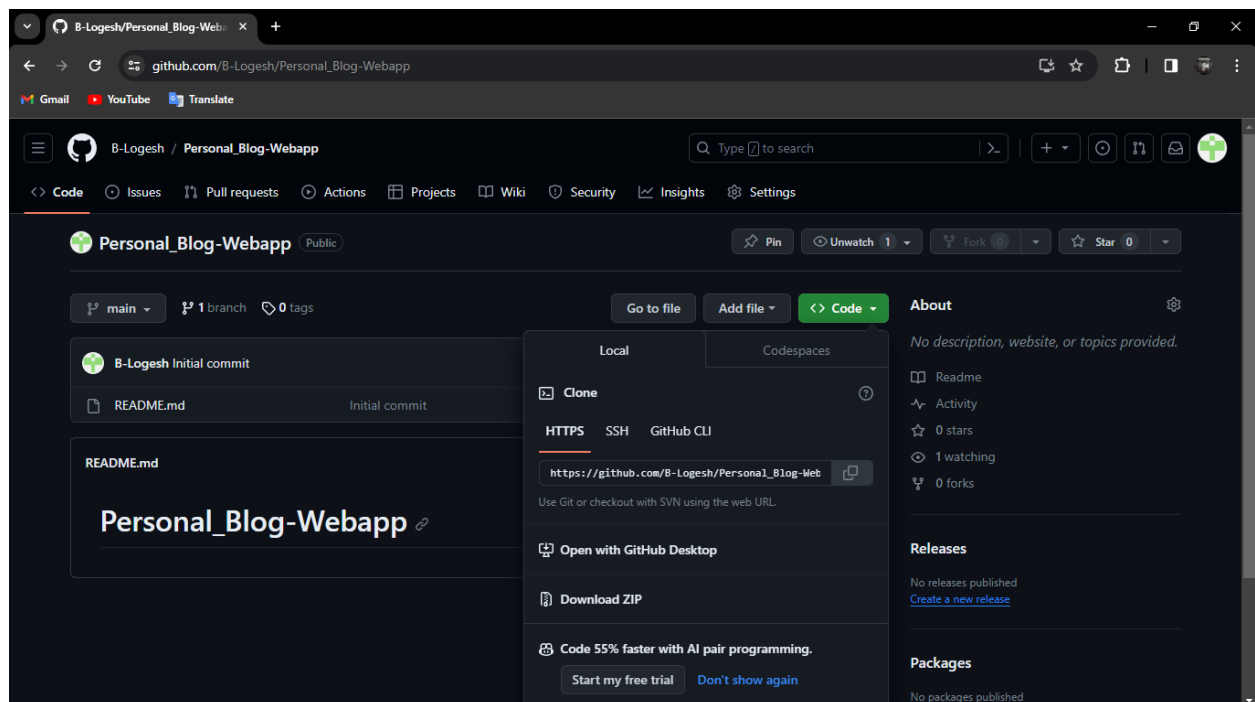 B-Logesh/Personal_Blog-Weba
github.com/B-Logesh/Personal_Blog-Webapp
Gmail YouTube Translate
B-Logesh / Personal_Blog-Webapp Type / to search
Code Issues Pull requests Actions Projects Wiki Security Insights Settings
Personal_Blog-Webapp Public Pin Unwatch 1 Fork 0 Star 0
main 1 branch 0 tags Go to file Add file <> Code
B-Logesh Initial commit
README.md Initial commit
README.md
Personal_Blog-Webapp
Local Codespaces
Clone
HTTPS SSH GitHub CLI
https://github.com/B-Logesh/Personal_Blog-Web
Use Git or checkout with SVN using the web URL.
Open with GitHub Desktop
Download ZIP
Code 55% faster with AI pair programming.
Start my free trial Don't show again
About
No description, website, or topics provided.
Readme
Activity
0 stars
1 watching
0 forks
Releases
No releases published
Create a new release
Packages
No packages published